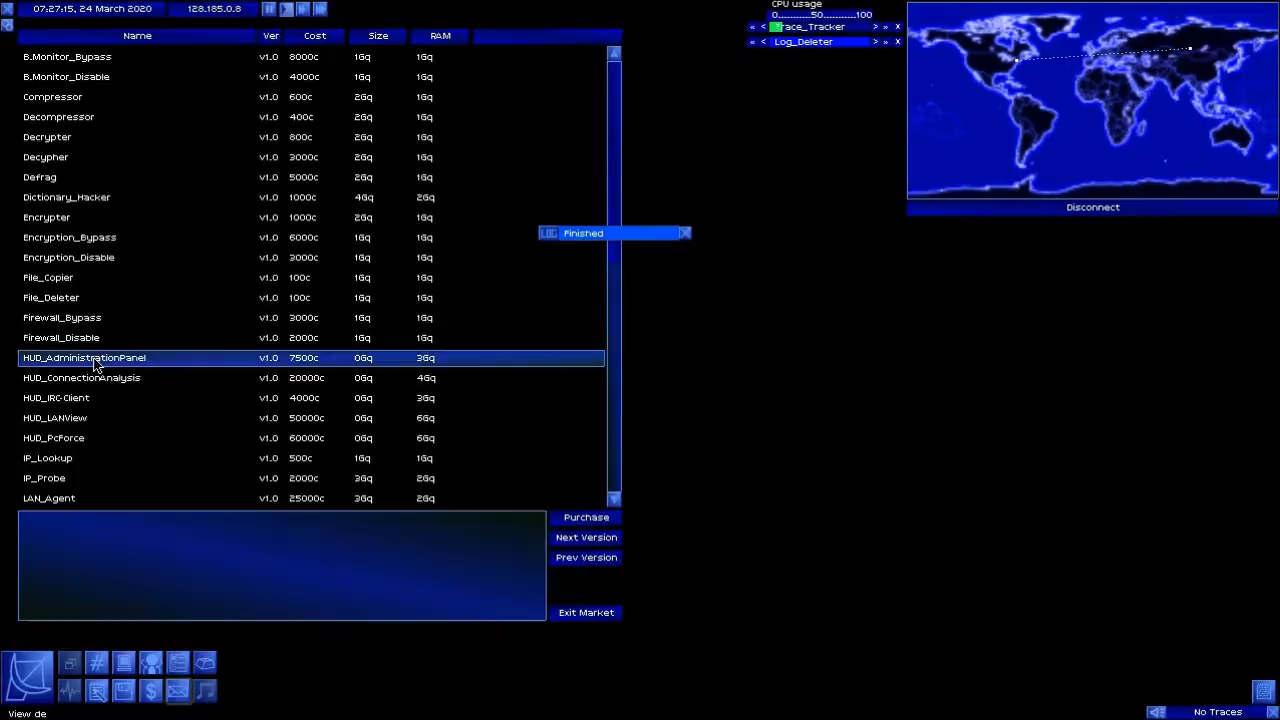 07:27:15, 24 March 2020 128.185.0.8
CPU usage
0.........50.........100
« < Trace_Tracker > » x
« < Log_Deleter > » x
Name Ver Cost Size RAM
B.Monitor_Bypass v1.0 8000c 1Gq 1Gq
B.Monitor_Disable v1.0 4000c 1Gq 1Gq
Compressor v1.0 600c 2Gq 1Gq
Decompressor v1.0 400c 2Gq 1Gq
Decrypter v1.0 800c 2Gq 1Gq
Decypher v1.0 3000c 2Gq 1Gq
Defrag v1.0 5000c 2Gq 1Gq
Dictionary_Hacker v1.0 1000c 4Gq 2Gq
Encrypter v1.0 1000c 2Gq 1Gq
Encryption_Bypass v1.0 6000c 1Gq 1Gq
Encryption_Disable v1.0 3000c 1Gq 1Gq
File_Copier v1.0 100c 1Gq 1Gq
File_Deleter v1.0 100c 1Gq 1Gq
Firewall_Bypass v1.0 3000c 1Gq 1Gq
Firewall_Disable v1.0 2000c 1Gq 1Gq
HUD_AdministrationPanel v1.0 7500c 0Gq 3Gq
HUD_ConnectionAnalysis v1.0 20000c 0Gq 4Gq
HUD_IRC-Client v1.0 4000c 0Gq 3Gq
HUD_LANView v1.0 50000c 0Gq 6Gq
HUD_PcForce v1.0 60000c 0Gq 6Gq
IP_Lookup v1.0 500c 1Gq 1Gq
IP_Probe v1.0 2000c 3Gq 2Gq
LAN_Agent v1.0 25000c 3Gq 2Gq
LOG Finished
Disconnect
Purchase
Next Version
Prev Version
Exit Market
View de
No Traces